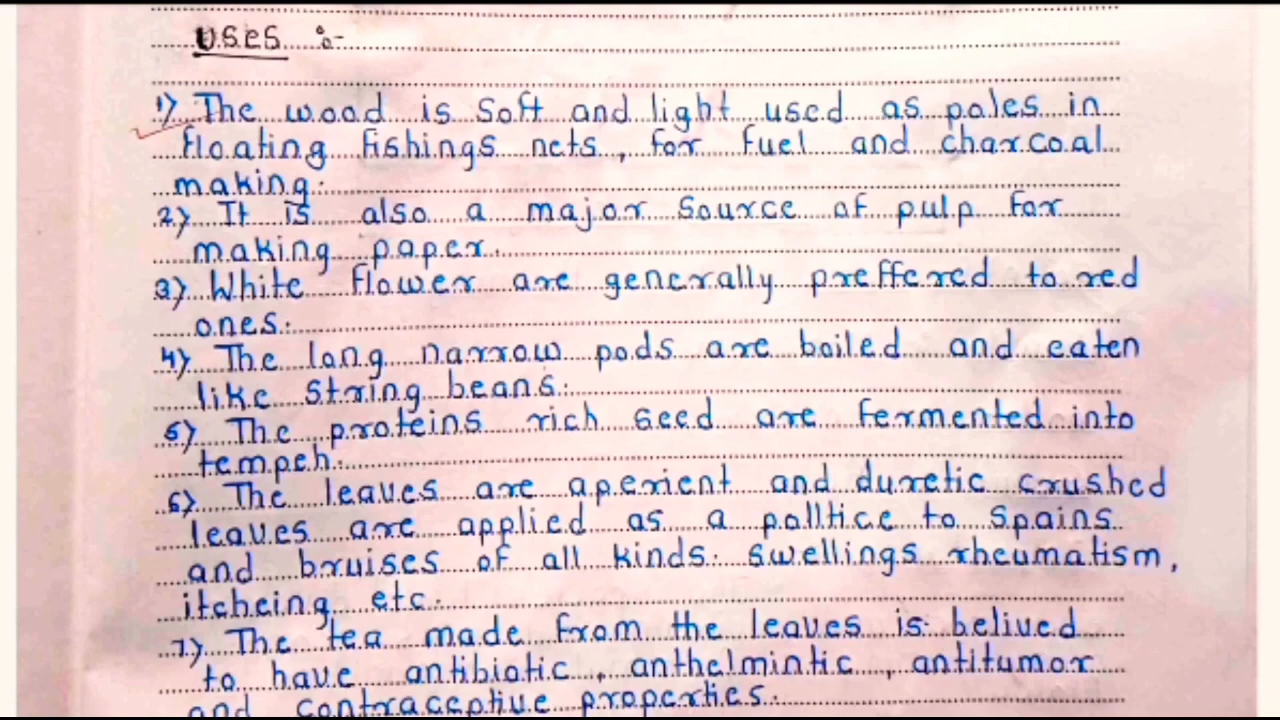 Uses :-
1) The wood is soft and light used as poles in
floating fishings nets, for fuel and charcoal
making.
2) It is also a major source of pulp for
making paper.
3) White flower are generally preffered to red
ones.
4) The long narrow pods are boiled and eaten
like string beans.
5) The proteins rich seed are fermented into
tempeh.
6) The leaves are aperient and duretic crushed
leaves are applied as a polltice to spains
and bruises of all kinds. swellings rheumatism,
itcheing etc.
7) The tea made from the leaves is belived
to have antibiotic, anthelmintic, antitumor
and contraceptive properties.